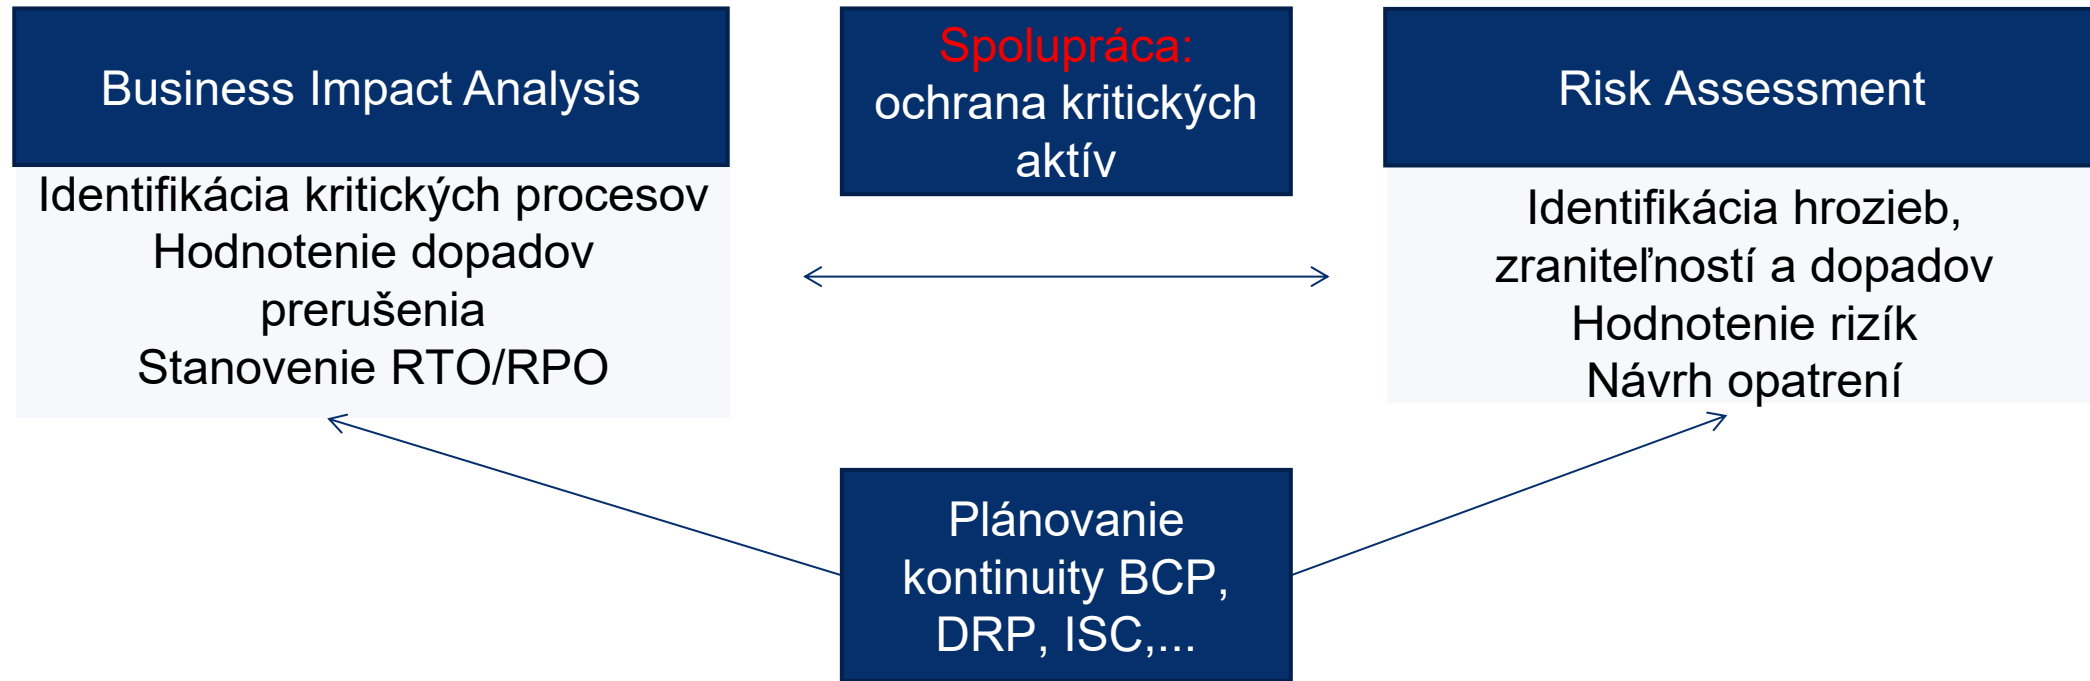 Business Impact Analysis
Identifikácia kritických procesov
Hodnotenie dopadov
prerušenia
Stanovenie RTO/RPO
Spolupráca:
ochrana kritických
aktív
Risk Assessment
Identifikácia hrozieb,
zraniteľností a dopadov
Hodnotenie rizík
Návrh opatrení
Plánovanie
kontinuity BCP,
DRP, ISC,...